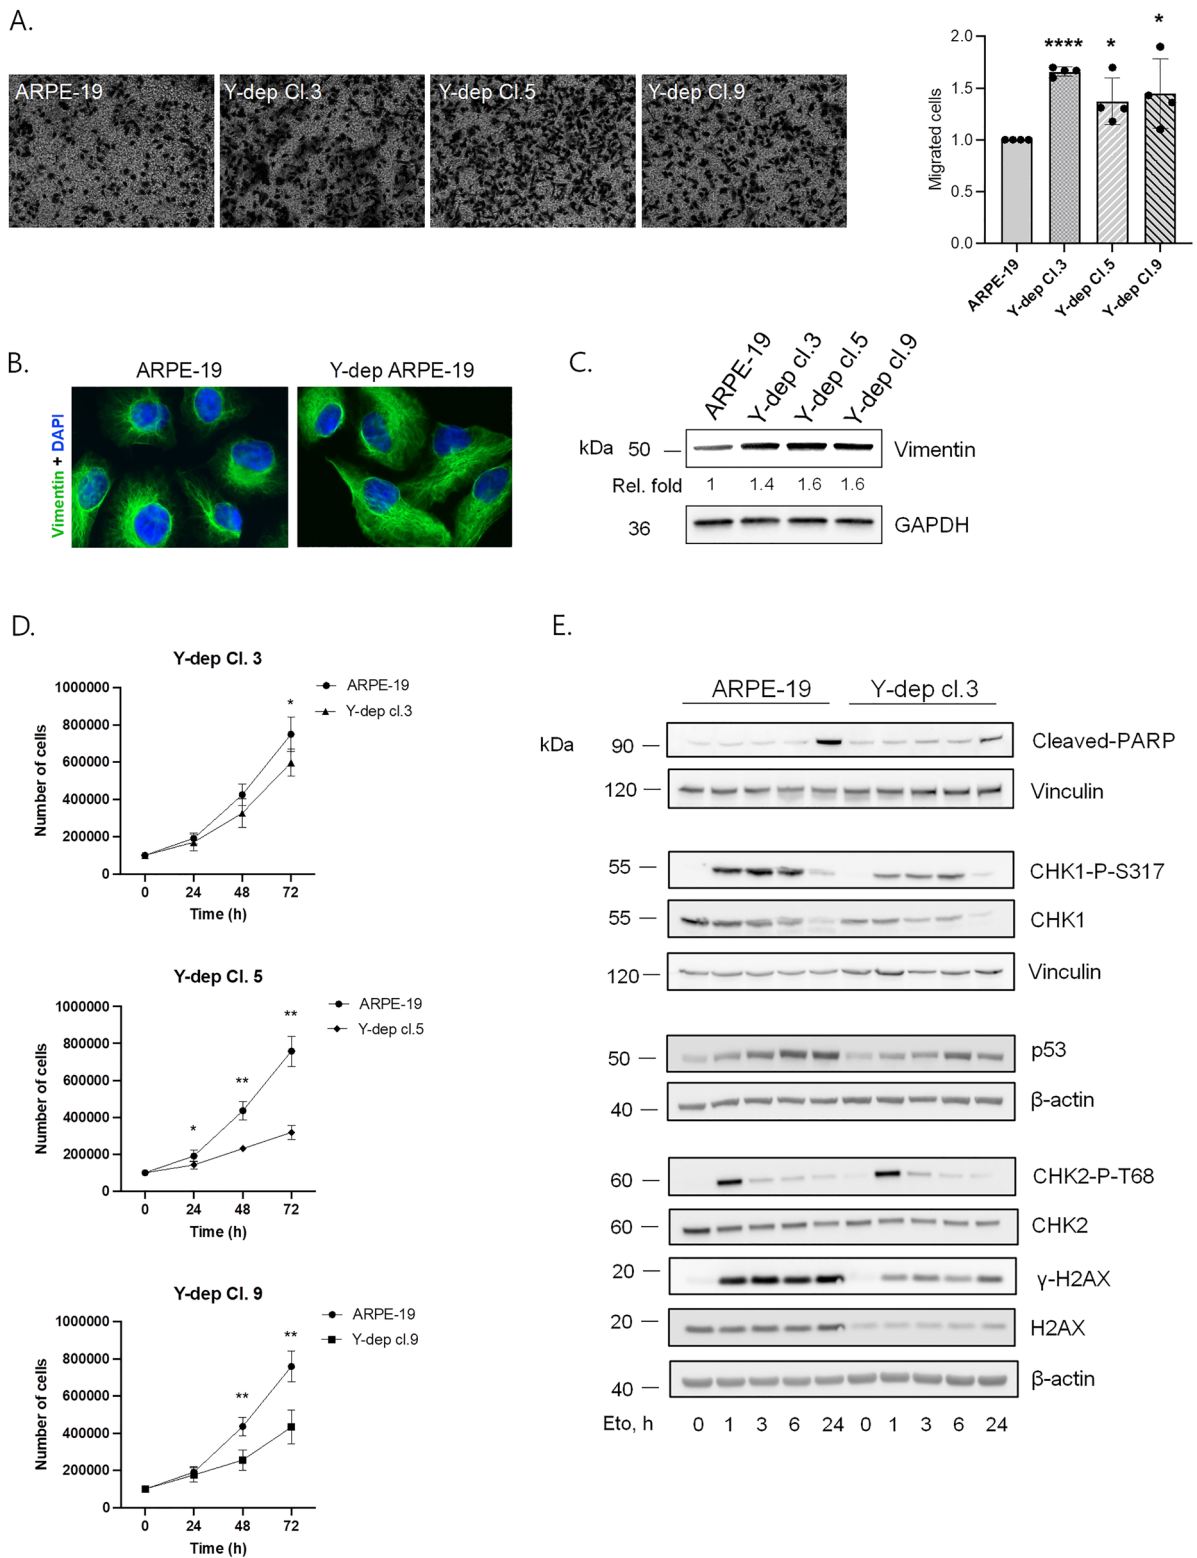 A.
ARPE-19
Y-dep Cl.3
Y-dep Cl.5
Y-dep Cl.9
Migrated cells
2.0
1.5
1.0
0.5
0.0
****
*
*
ARPE-19
Y-dep Cl.3
Y-dep Cl.5
Y-dep Cl.9
B.
ARPE-19
Y-dep ARPE-19
Vimentin + DAPI
C.
ARPE-19
Y-dep cl.3
Y-dep cl.5
Y-dep cl.9
kDa 50
Vimentin
Rel. fold 1 1.4 1.6 1.6
36
GAPDH
D.
Y-dep Cl. 3
Number of cells
1000000
800000
600000
400000
200000
0
*
0 24 48 72
Time (h)
ARPE-19
Y-dep cl.3
Y-dep Cl. 5
Number of cells
1000000
800000
600000
400000
200000
0
*
**
**
0 24 48 72
Time (h)
ARPE-19
Y-dep cl.5
Y-dep Cl. 9
Number of cells
1000000
800000
600000
400000
200000
0
**
**
0 24 48 72
Time (h)
ARPE-19
Y-dep cl.9
E.
ARPE-19 Y-dep cl.3
kDa
90 Cleaved-PARP
120 Vinculin
55 CHK1-P-S317
55 CHK1
120 Vinculin
50 p53
40 β-actin
60 CHK2-P-T68
60 CHK2
20 γ-H2AX
20 H2AX
40 β-actin
Eto, h 0 1 3 6 24 0 1 3 6 24